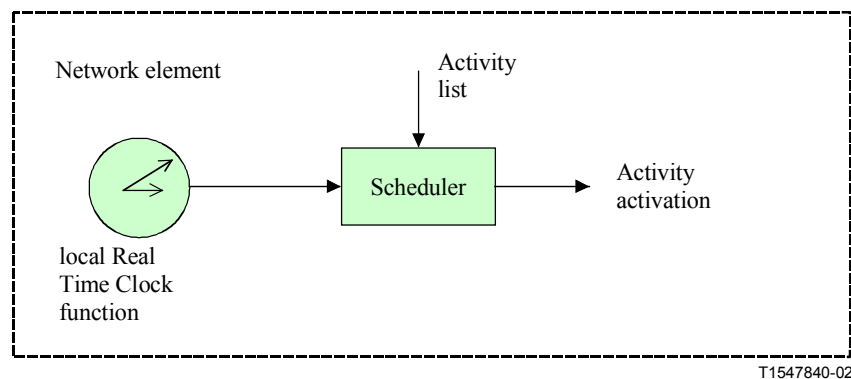 Network element
Activity
list
Scheduler
Activity
activation
local Real
Time Clock
function
T1547840-02